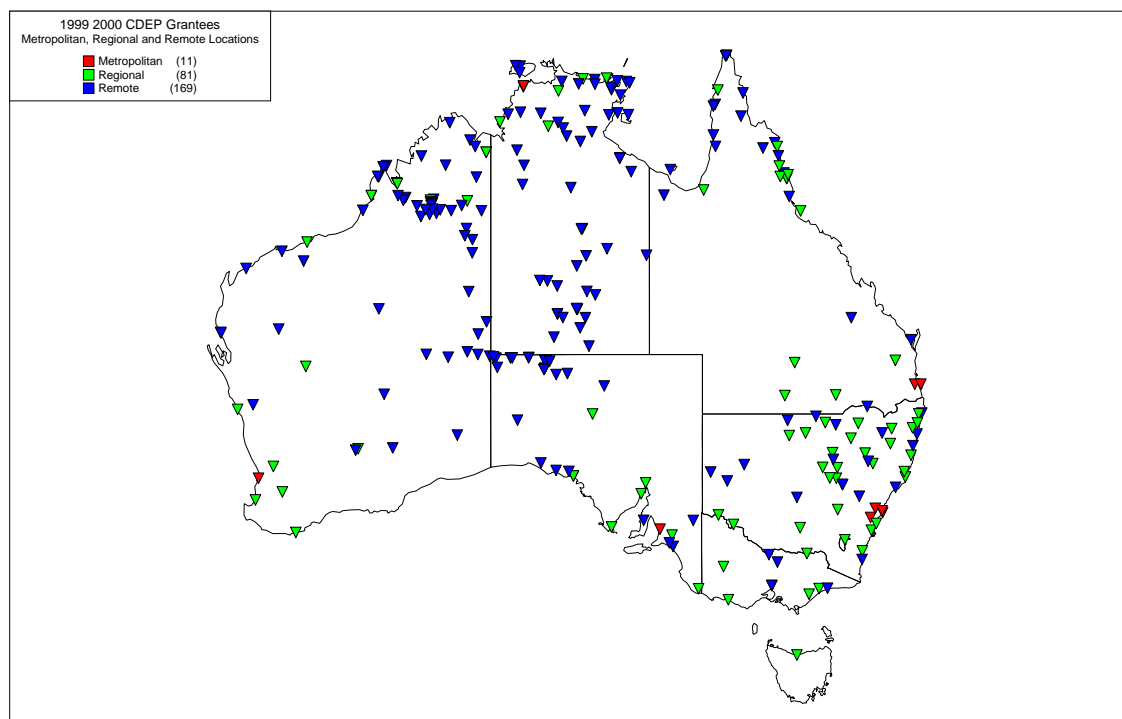 1999 2000 CDEP Grantees
Metropolitan, Regional and Remote Locations
Metropolitan (11)
Regional (81)
Remote (169)